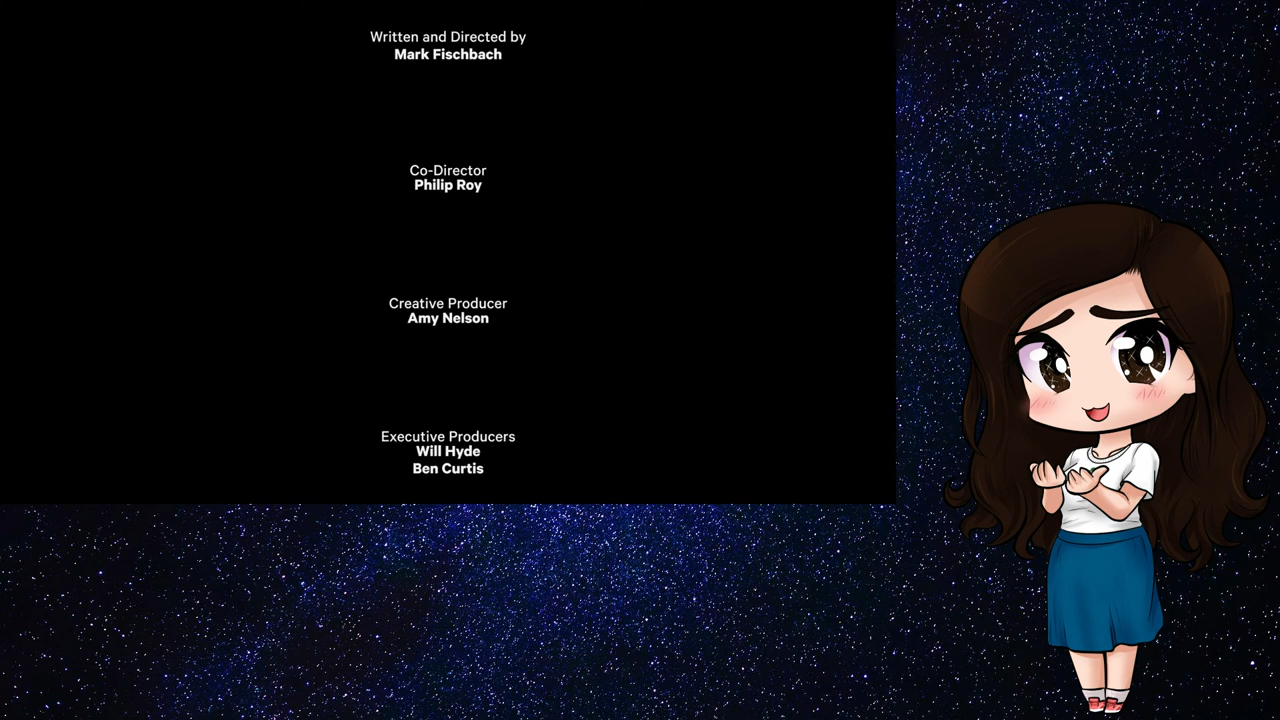 Written and Directed by
Mark Fischbach
Co-Director
Philip Roy
Creative Producer
Amy Nelson
Executive Producers
Will Hyde
Ben Curtis